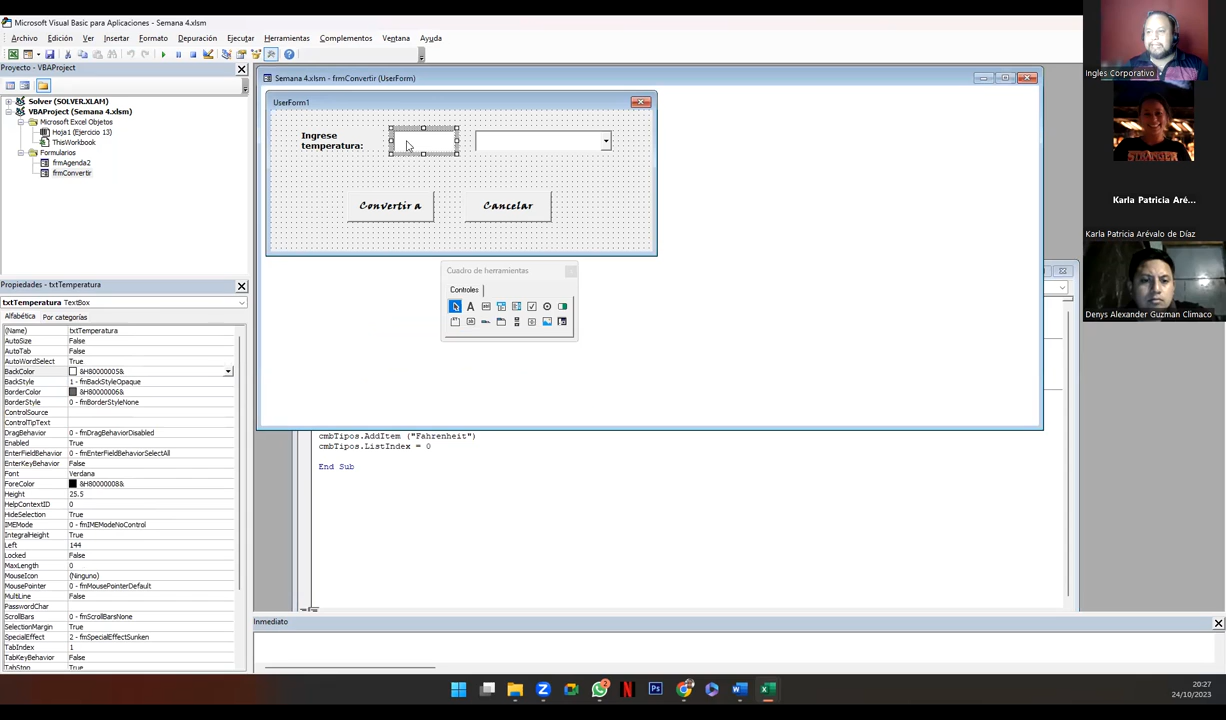 Microsoft Visual Basic para Aplicaciones - Semana 4.xlsm
Archivo Edición Ver Insertar Formato Depuración Ejecutar Herramientas Complementos Ventana Ayuda
Proyecto - VBAProject
Solver (SOLVER.XLAM)
VBAProject (Semana 4.xlsm)
Microsoft Excel Objetos
Hoja1 (Ejercicio 13)
ThisWorkbook
Formularios
frmAgenda2
frmConvertir
Propiedades - txtTemperatura
txtTemperatura TextBox
Alfabética Por categorías
(Name) txtTemperatura
AutoSize False
AutoTab False
AutoWordSelect True
BackColor &H80000005&
BackStyle 1 - fmBackStyleOpaque
BorderColor &H80000006&
BorderStyle 0 - fmBorderStyleNone
ControlSource
ControlTipText
DragBehavior 0 - fmDragBehaviorDisabled
Enabled True
EnterFieldBehavior 0 - fmEnterFieldBehaviorSelectAll
EnterKeyBehavior False
Font Verdana
ForeColor &H80000008&
Height 25.5
HelpContextID 0
HideSelection True
IMEMode 0 - fmIMEModeNoControl
IntegralHeight True
Left 144
Locked False
MaxLength 0
MouseIcon (Ninguno)
MousePointer 0 - fmMousePointerDefault
MultiLine False
PasswordChar
ScrollBars 0 - fmScrollBarsNone
SelectionMargin True
SpecialEffect 2 - fmSpecialEffectSunken
TabIndex 1
TabKeyBehavior False
TabStop True
Semana 4.xlsm - frmConvertir (UserForm)
UserForm1
Ingrese
temperatura:
Convertir a Cancelar
Cuadro de herramientas
Controles
cmbTipos.AddItem ("Fahrenheit")
cmbTipos.ListIndex = 0
End Sub
Inmediato
Ingles Corporativo
STRANGER
Karla Patricia Aré...
Karla Patricia Arévalo de Díaz
Denys Alexander Guzman Climaco
20:27
24/10/2023